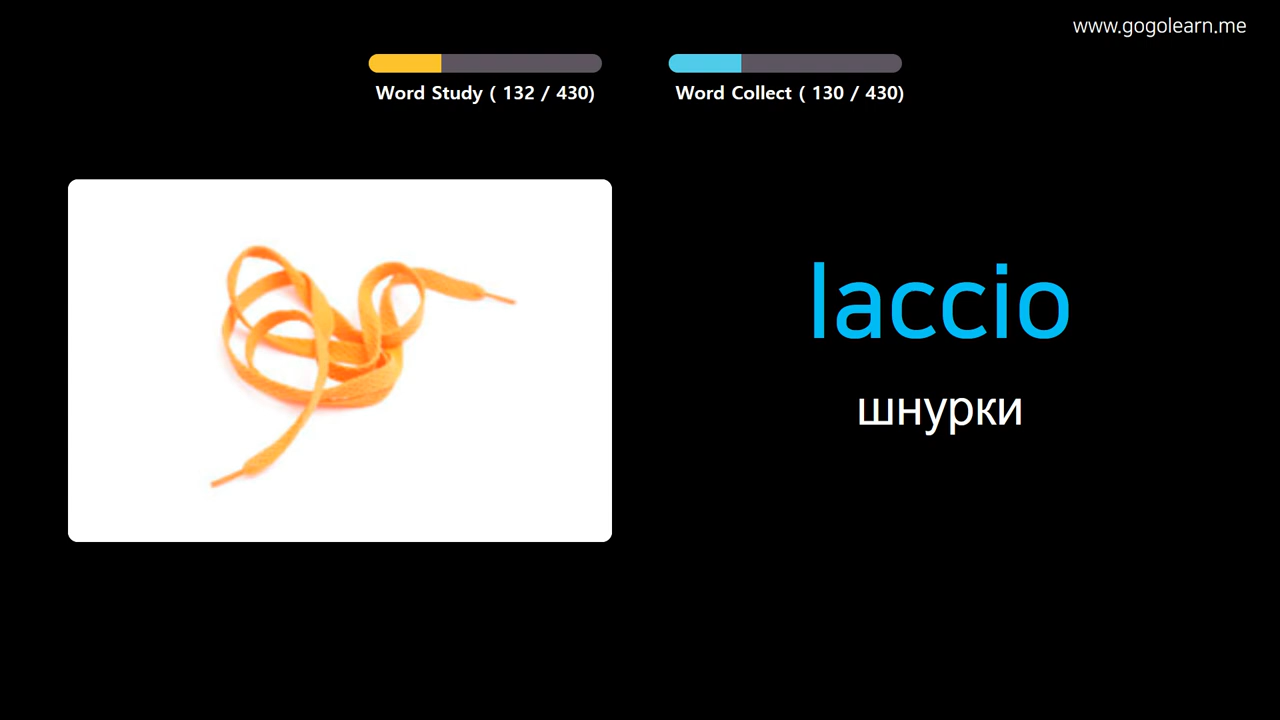 www.gogolearn.me
Word Study ( 132 / 430)
Word Collect ( 130 / 430)
laccio
шнурки